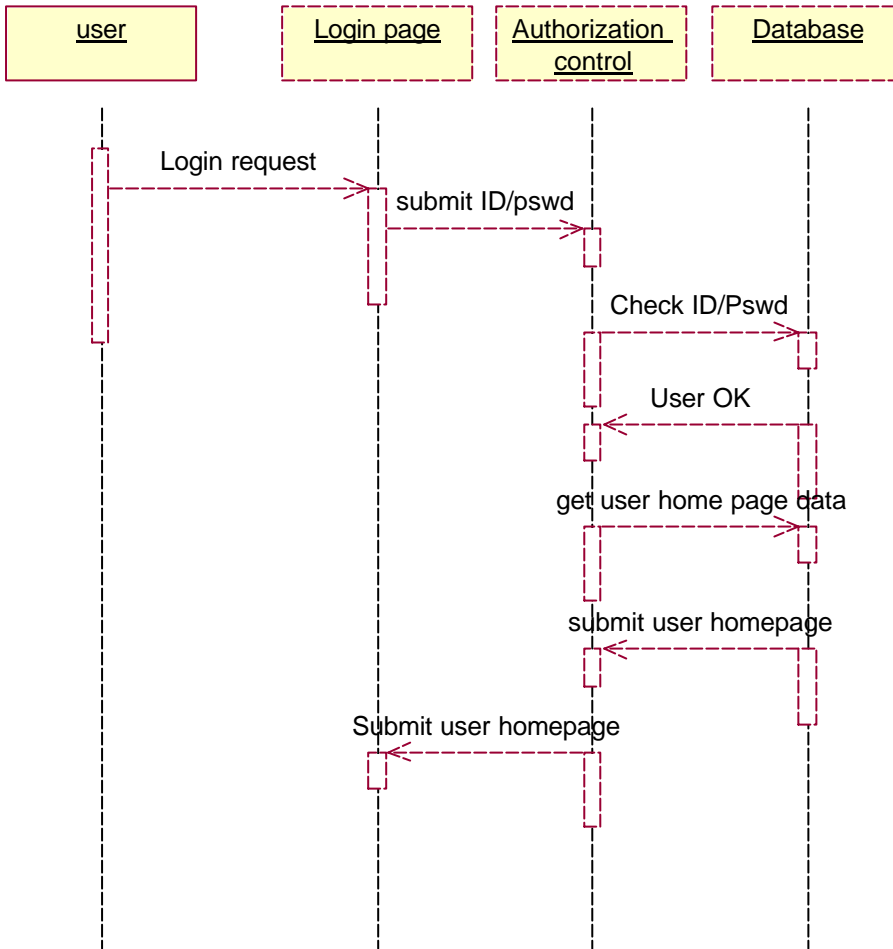 user
Login page
Authorization
control
Database
Login request
submit ID/pswd
Check ID/Pswd
User OK
get user home page data
submit user homepage
Submit user homepage